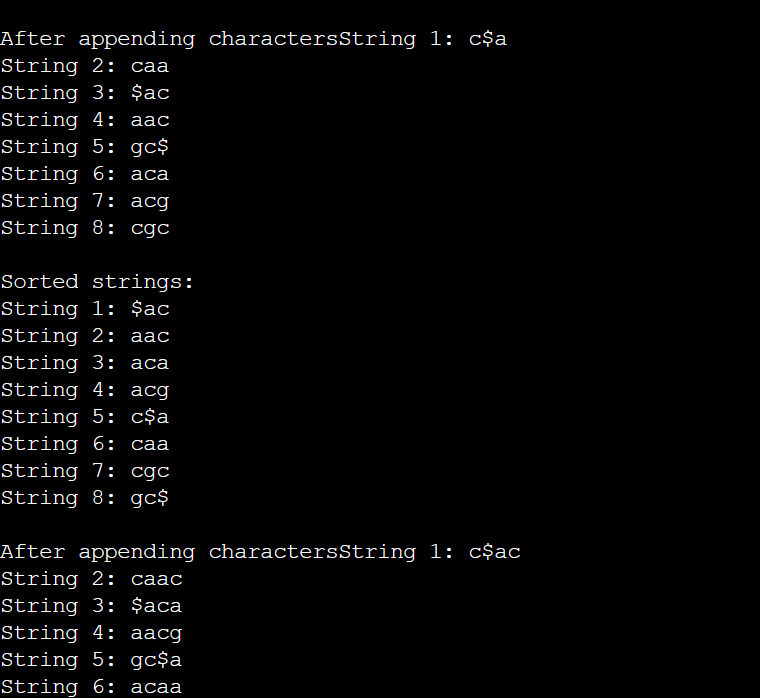 After appending charactersString 1: c$a
String 2: caa
String 3: $ac
String 4: aac
String 5: gc$
String 6: aca
String 7: acg
String 8: cgc
Sorted strings:
String 1: $ac
String 2: aac
String 3: aca
String 4: acg
String 5: c$a
String 6: caa
String 7: cgc
String 8: gc$
After appending charactersString 1: c$ac
String 2: caac
String 3: $aca
String 4: aacg
String 5: gc$a
String 6: acaa